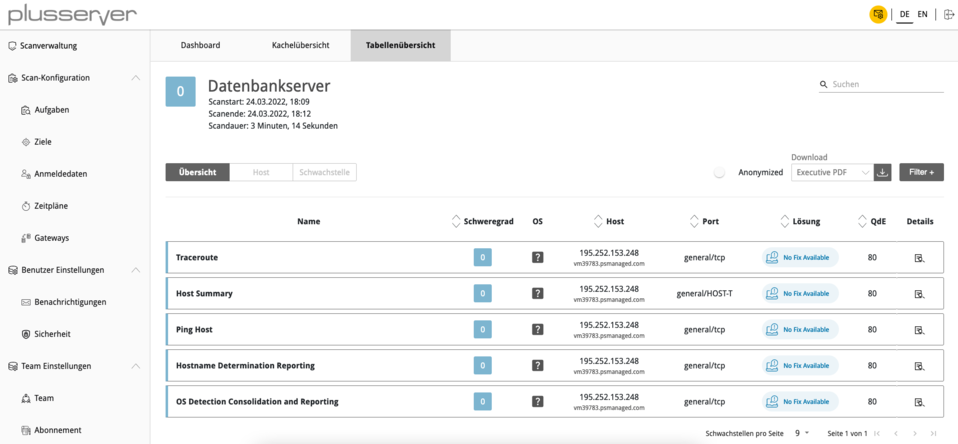 plusserver
DE EN
Scanverwaltung
Scan-Konfiguration
Aufgaben
Ziele
Anmeldedaten
Zeitpläne
Gateways
Benutzer Einstellungen
Benachrichtigungen
Sicherheit
Team Einstellungen
Team
Abonnement
Dashboard Kachelübersicht Tabellenübersicht
0 Datenbankserver
Scanstart: 24.03.2022, 18:09
Scanende: 24.03.2022, 18:12
Scandauer: 3 Minuten, 14 Sekunden
Suchen
Übersicht Host Schwachstelle
Anonymized
Download
Executive PDF
Filter +
Name Schweregrad OS Host Port Lösung QdE Details
Traceroute 0 ? 195.252.153.248 general/tcp No Fix Available 80
vm39783.psmanaged.com
Host Summary 0 ? 195.252.153.248 general/HOST-T No Fix Available 80
vm39783.psmanaged.com
Ping Host 0 ? 195.252.153.248 general/tcp No Fix Available 80
vm39783.psmanaged.com
Hostname Determination Reporting 0 ? 195.252.153.248 general/tcp No Fix Available 80
vm39783.psmanaged.com
OS Detection Consolidation and Reporting 0 ? 195.252.153.248 general/tcp No Fix Available 80
vm39783.psmanaged.com
Schwachstellen pro Seite 9 Seite 1 von 1